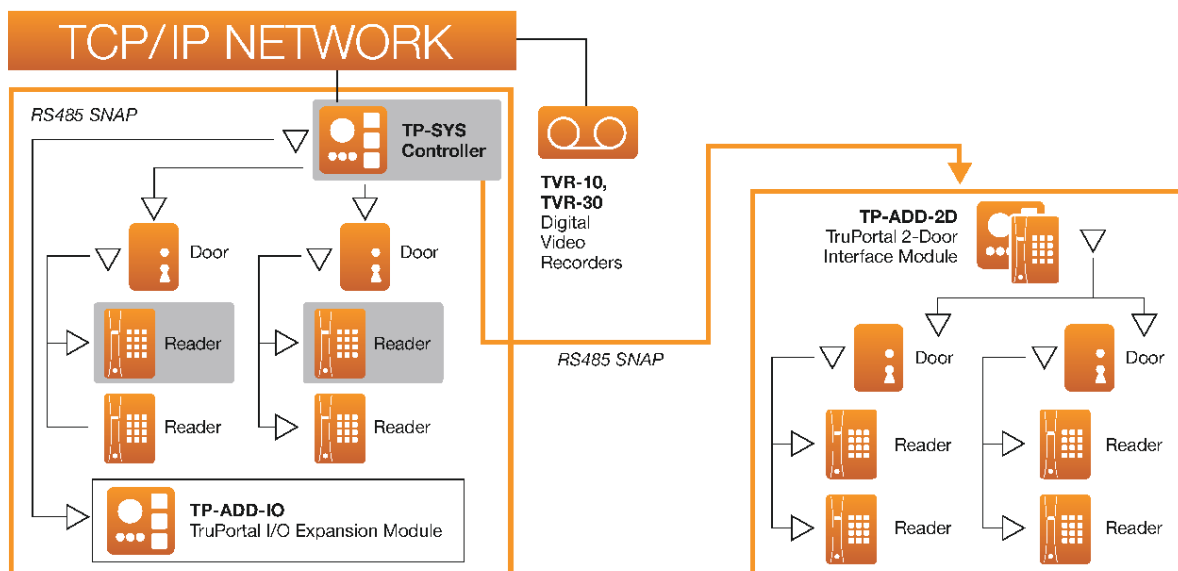 TCP/IP NETWORK
RS485 SNAP
TP-SYS
Controller
Door
Door
Reader
Reader
Reader
Reader
TP-ADD-IO
TruPortal I/O Expansion Module
TVR-10,
TVR-30
Digital
Video
Recorders
RS485 SNAP
TP-ADD-2D
TruPortal 2-Door
Interface Module
Door
Door
Reader
Reader
Reader
Reader